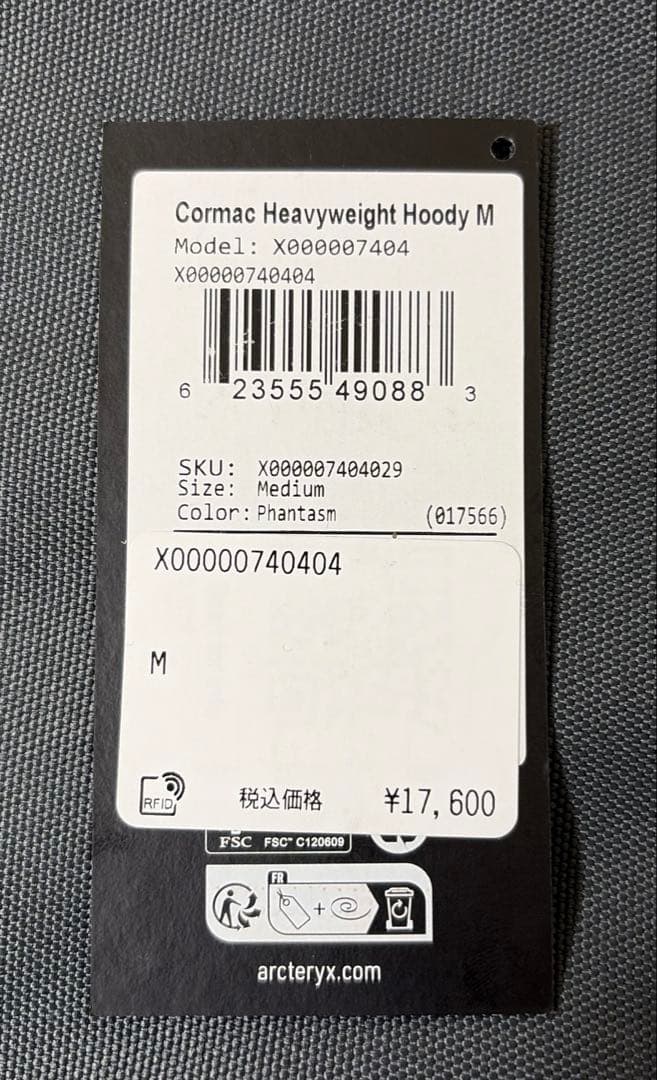 Cormac Heavyweight Hoody M
Model: X000007404
X00000740404
6 23555 49088 3
SKU: X000007404029
Size: Medium
Color: Phantasm (017566)
X00000740404
M
RFID 税込価格 ¥17,600
FSC FSC™ C120609
FR
+
arcteryx.com